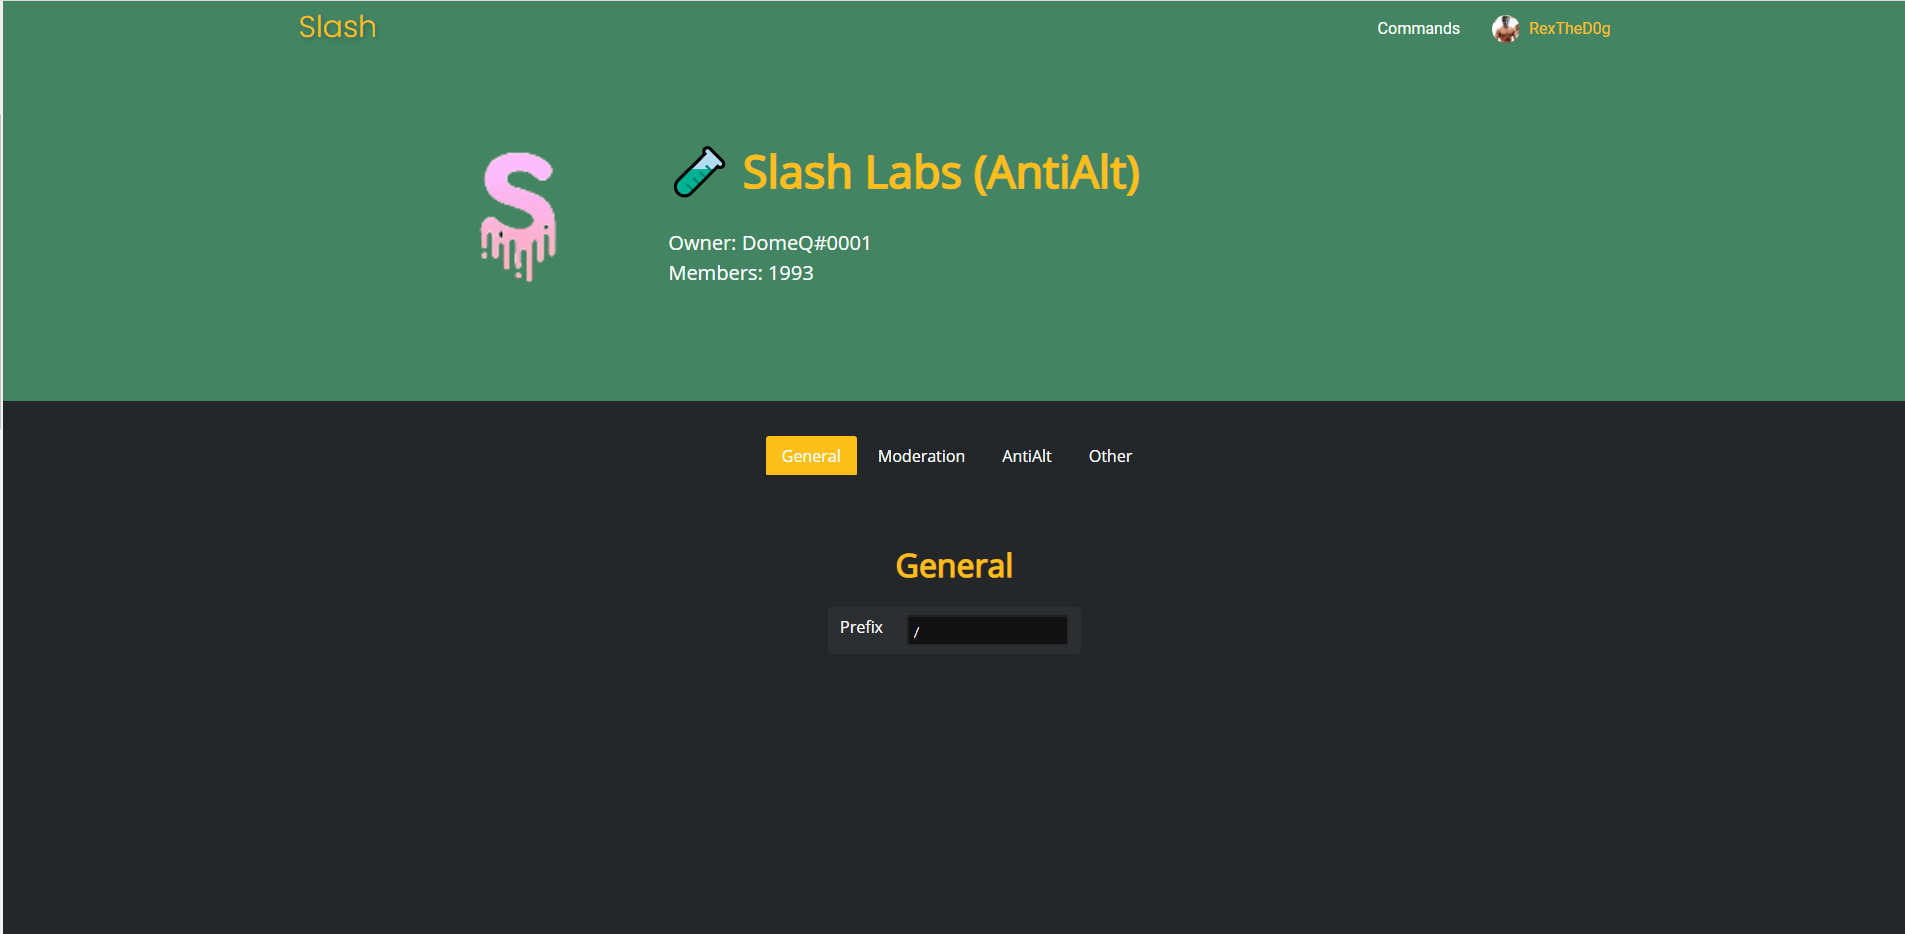 Slash
Commands
RexTheD0g
S
Slash Labs (AntiAlt)
Owner: DomeQ#0001
Members: 1993
General
Moderation
AntiAlt
Other
General
Prefix
/